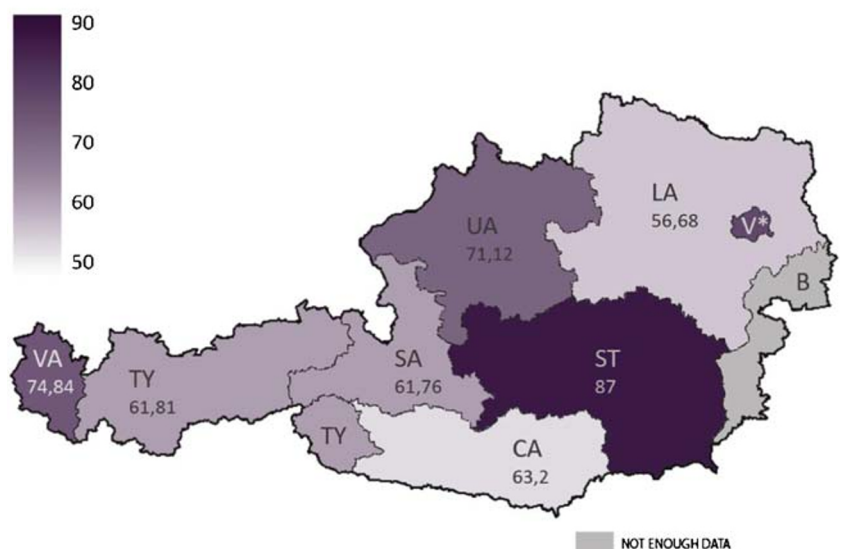 90
80
70
60
50
LA
56,68
V*
UA
71,12
B
VA
74,84
TY
61,81
SA
61,76
ST
87
TY
CA
63,2
NOT ENOUGH DATA